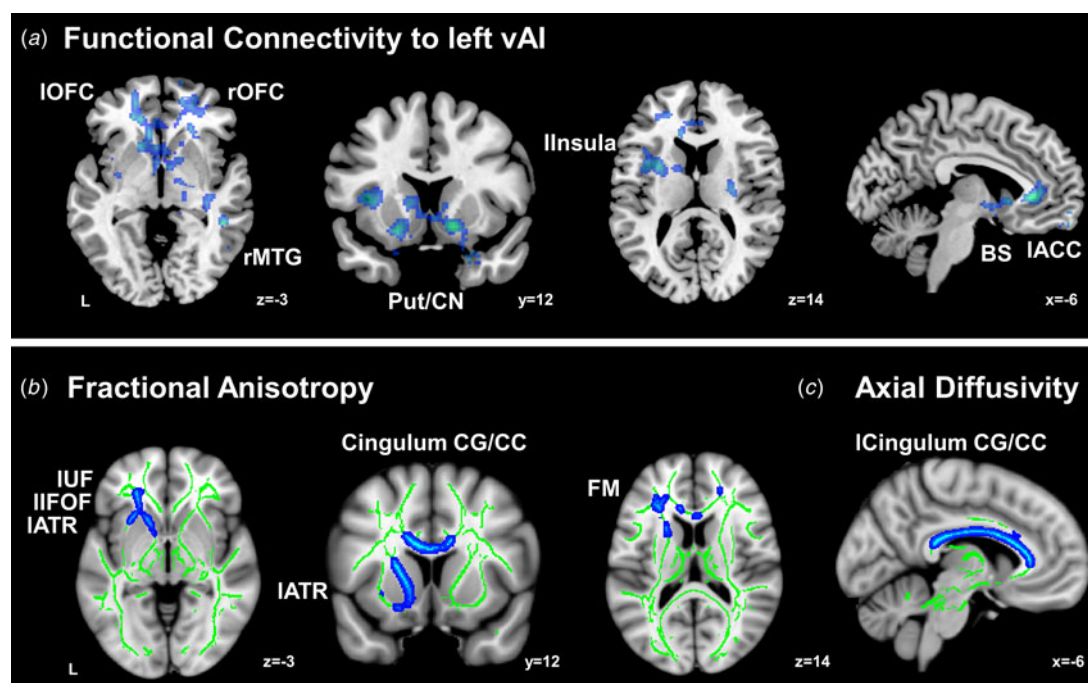 (a) Functional Connectivity to left vAI
lOFC
rOFC
rMTG
L
z=-3
Put/CN
y=12
lInsula
z=14
BS
lACC
x=-6
(b) Fractional Anisotropy
(c) Axial Diffusivity
lUF
lIFOF
lATR
L
z=-3
Cingulum CG/CC
lATR
y=12
FM
z=14
lCingulum CG/CC
x=-6